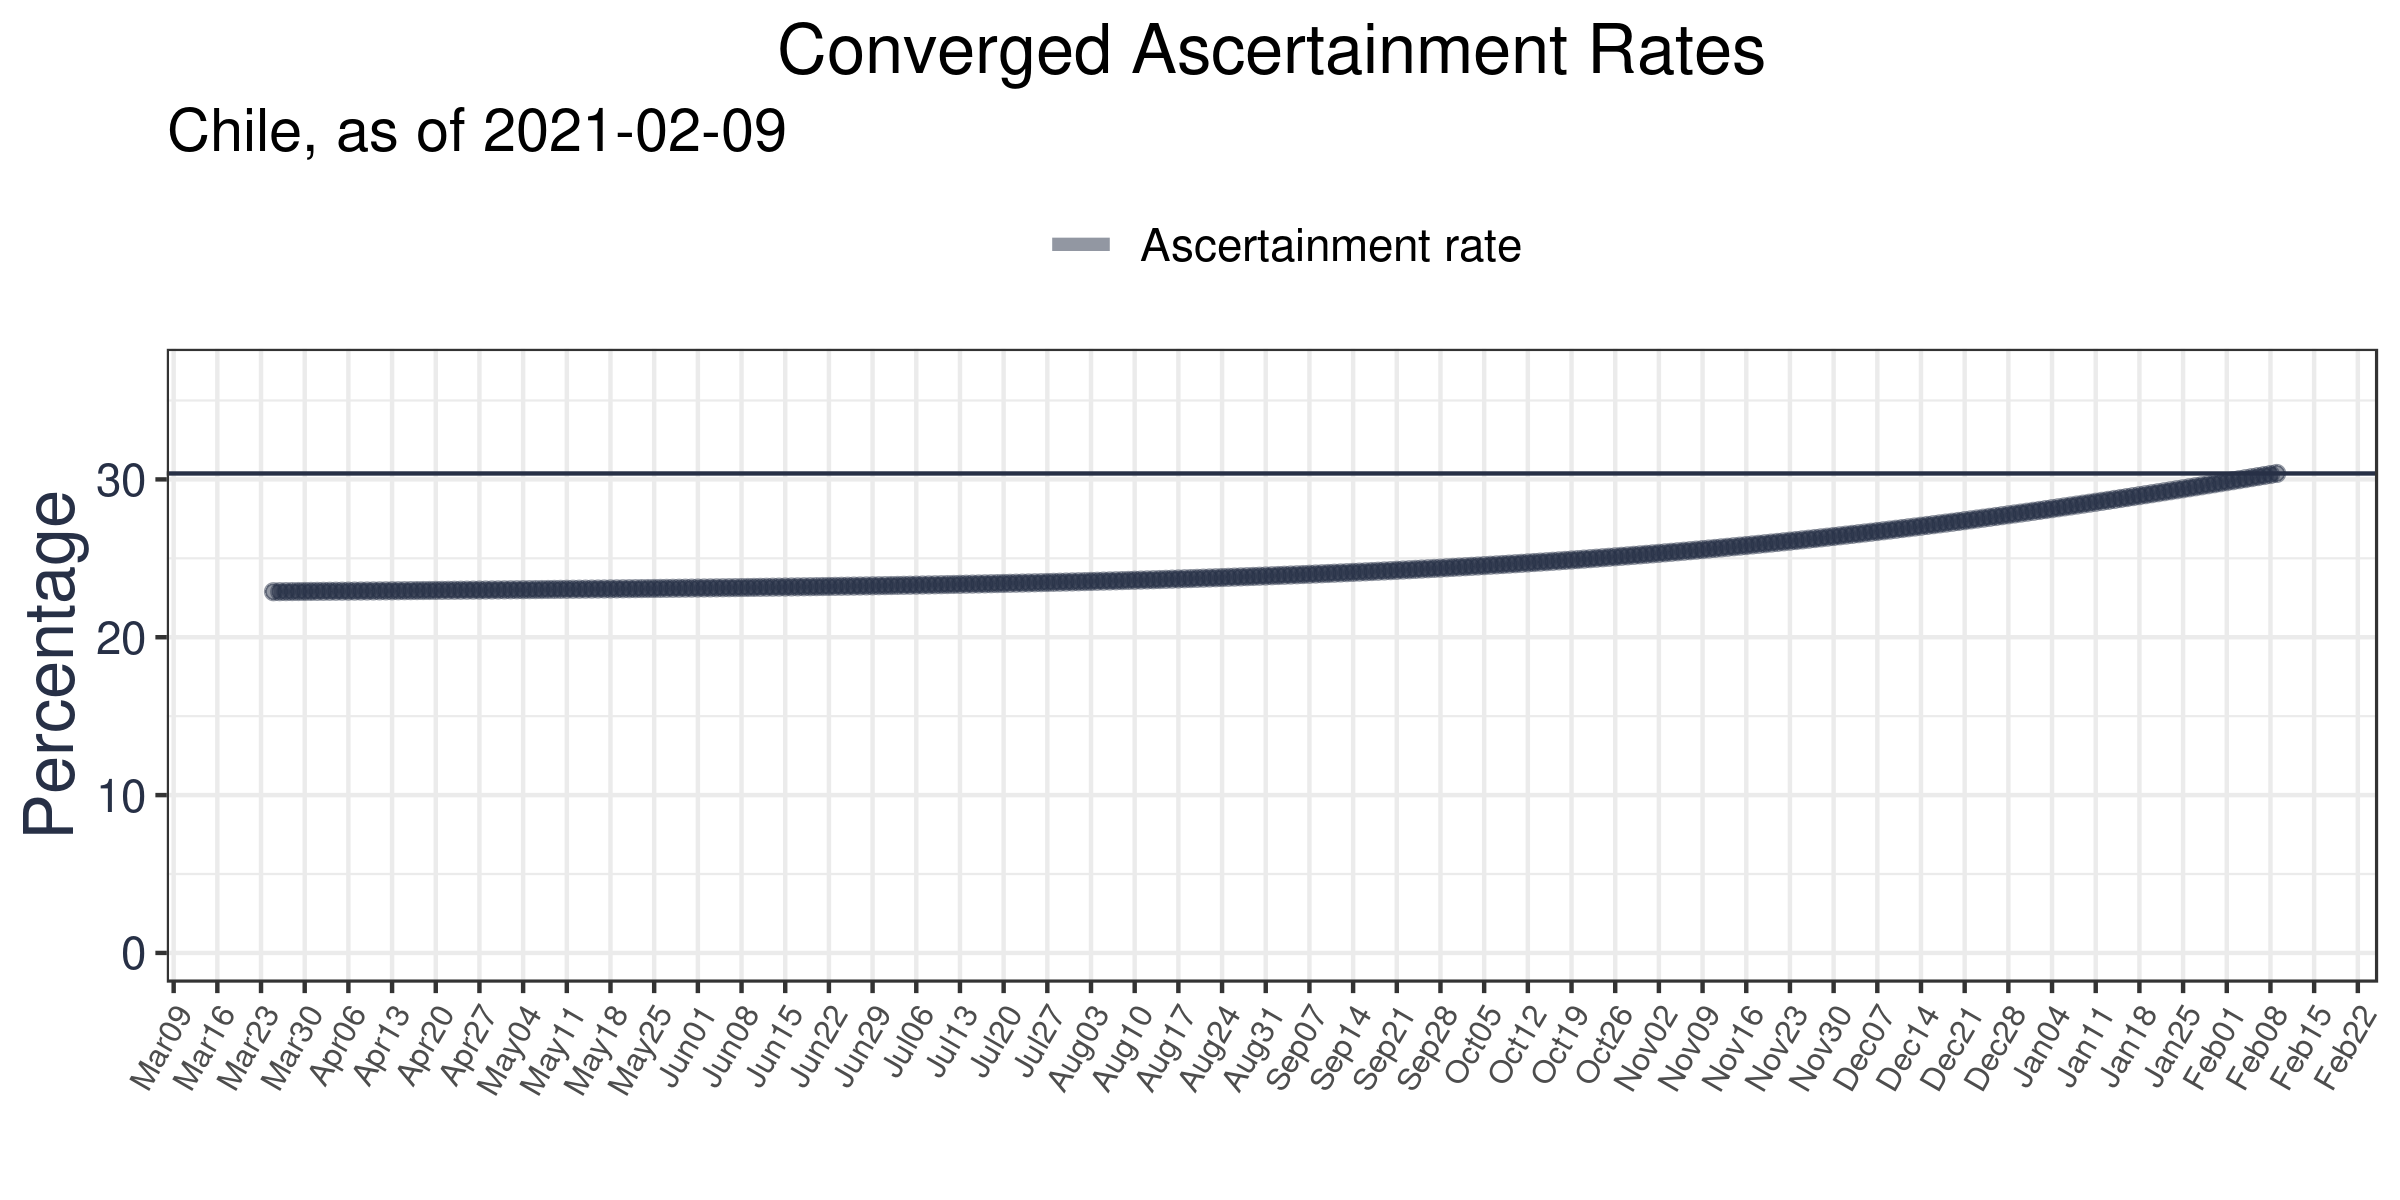 Converged Ascertainment Rates
Chile, as of 2021-02-09
Ascertainment rate
Percentage
30
20
10
0
Mar09
Mar16
Mar23
Mar30
Apr06
Apr13
Apr20
Apr27
May04
May11
May18
May25
Jun01
Jun08
Jun15
Jun22
Jun29
Jul06
Jul13
Jul20
Jul27
Aug03
Aug10
Aug17
Aug24
Aug31
Sep07
Sep14
Sep21
Sep28
Oct05
Oct12
Oct19
Oct26
Nov02
Nov09
Nov16
Nov23
Nov30
Dec07
Dec14
Dec21
Dec28
Jan04
Jan11
Jan18
Jan25
Feb01
Feb08
Feb15
Feb22